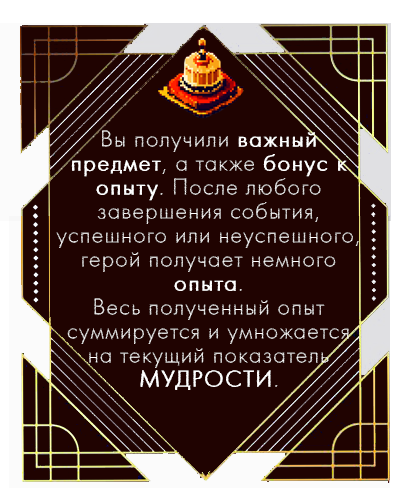 Вы получили важный
предмет, а также бонус к
опыту. После любого
завершения события,
успешного или неуспешного,
герой получает немного
опыта.
Весь полученный опыт
суммируется и умножается
на текущий показатель
МУДРОСТИ.